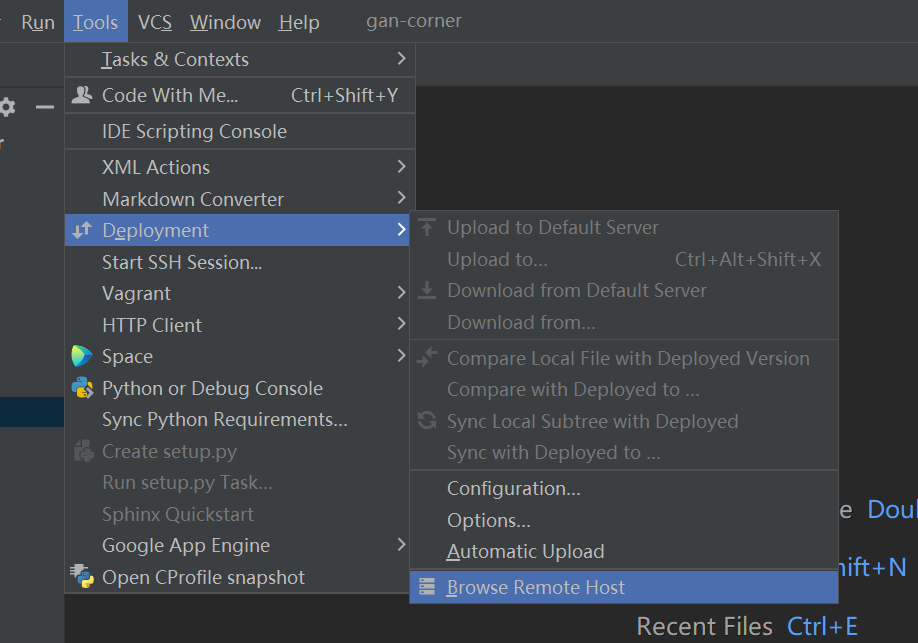 Run Tools VCS Window Help gan-corner
Tasks & Contexts
Code With Me... Ctrl+Shift+Y
IDE Scripting Console
XML Actions
Markdown Converter
Deployment
Start SSH Session...
Vagrant
HTTP Client
Space
Python or Debug Console
Sync Python Requirements...
Create setup.py
Run setup.py Task...
Sphinx Quickstart
Google App Engine
Open CProfile snapshot
Upload to Default Server
Upload to... Ctrl+Alt+Shift+X
Download from Default Server
Download from...
Compare Local File with Deployed Version
Compare with Deployed to ...
Sync Local Subtree with Deployed
Sync with Deployed to ...
Configuration...
Options...
Automatic Upload
Browse Remote Host
e Doul
hift+N
Recent Files Ctrl+E